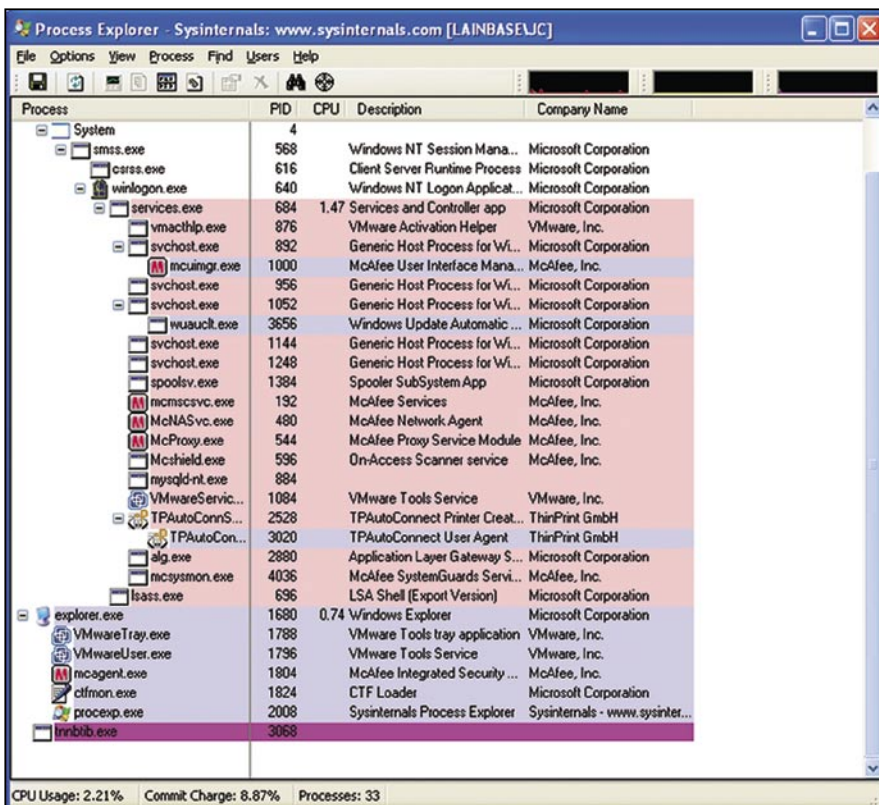 Process Explorer - Sysinternals: www.sysinternals.com [LAINBASE\JC]
File Options View Process Find Users Help
Process PID CPU Description Company Name
System 4
smss.exe 568 Windows NT Session Mana... Microsoft Corporation
csrss.exe 616 Client Server Runtime Process Microsoft Corporation
winlogon.exe 640 Windows NT Logon Applicat... Microsoft Corporation
services.exe 684 1.47 Services and Controller app Microsoft Corporation
vmacthlp.exe 876 VMware Activation Helper VMware, Inc.
svchost.exe 892 Generic Host Process for Wi... Microsoft Corporation
mcuimgr.exe 1000 McAfee User Interface Mana... McAfee, Inc.
svchost.exe 956 Generic Host Process for Wi... Microsoft Corporation
svchost.exe 1052 Generic Host Process for Wi... Microsoft Corporation
wuauclt.exe 3656 Windows Update Automatic ... Microsoft Corporation
svchost.exe 1144 Generic Host Process for Wi... Microsoft Corporation
svchost.exe 1248 Generic Host Process for Wi... Microsoft Corporation
spoolsv.exe 1384 Spooler SubSystem App Microsoft Corporation
mcmscsvc.exe 192 McAfee Services McAfee, Inc.
McNASvc.exe 480 McAfee Network Agent McAfee, Inc.
McProxy.exe 544 McAfee Proxy Service Module McAfee, Inc.
Mcshield.exe 596 On-Access Scanner service McAfee, Inc.
mysqld-nt.exe 884
VMwareServic... 1084 VMware Tools Service VMware, Inc.
TPAutoConnS... 2528 TPAutoConnect Printer Creat... ThinPrint GmbH
TPAutoCon... 3020 TPAutoConnect User Agent ThinPrint GmbH
alg.exe 2880 Application Layer Gateway S... Microsoft Corporation
mcsysmon.exe 4036 McAfee SystemGuards Servi... McAfee, Inc.
lsass.exe 696 LSA Shell (Export Version) Microsoft Corporation
explorer.exe 1680 0.74 Windows Explorer Microsoft Corporation
VMwareTray.exe 1788 VMware Tools tray application VMware, Inc.
VMwareUser.exe 1796 VMware Tools Service VMware, Inc.
mcagent.exe 1804 McAfee Integrated Security ... McAfee, Inc.
ctfmon.exe 1824 CTF Loader Microsoft Corporation
procexp.exe 2008 Sysinternals Process Explorer Sysinternals - www.sysinter...
tnnbtib.exe 3068
CPU Usage: 2.21% Commit Charge: 8.87% Processes: 33